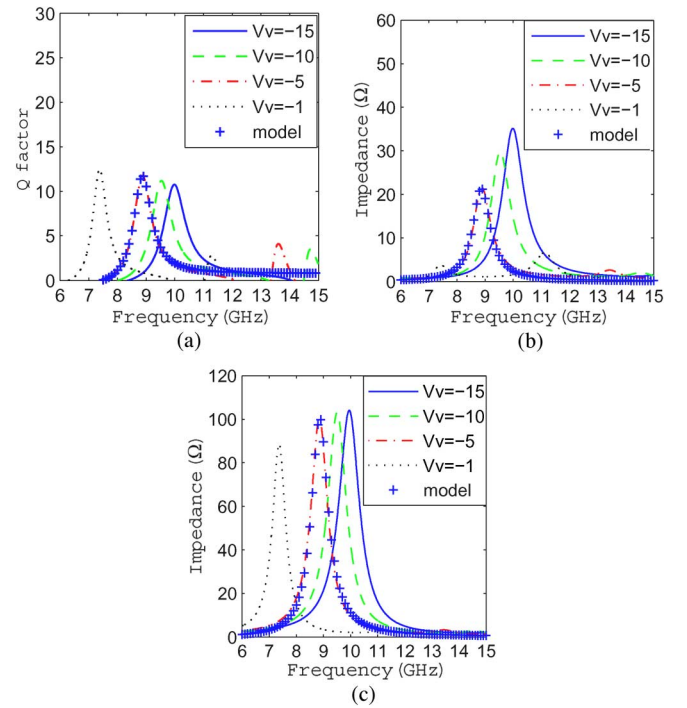 30
25
20
15
10
5
0
6 7 8 9 10 11 12 13 14 15
Q factor
Frequency (GHz)
Vv=−15
Vv=−10
Vv=−5
Vv=−1
model
(a)
60
50
40
30
20
10
0
6 7 8 9 10 11 12 13 14 15
Impedance (Ω)
Frequency (GHz)
Vv=−15
Vv=−10
Vv=−5
Vv=−1
model
(b)
120
100
80
60
40
20
0
6 7 8 9 10 11 12 13 14 15
Impedance (Ω)
Frequency (GHz)
Vv=−15
Vv=−10
Vv=−5
Vv=−1
model
(c)